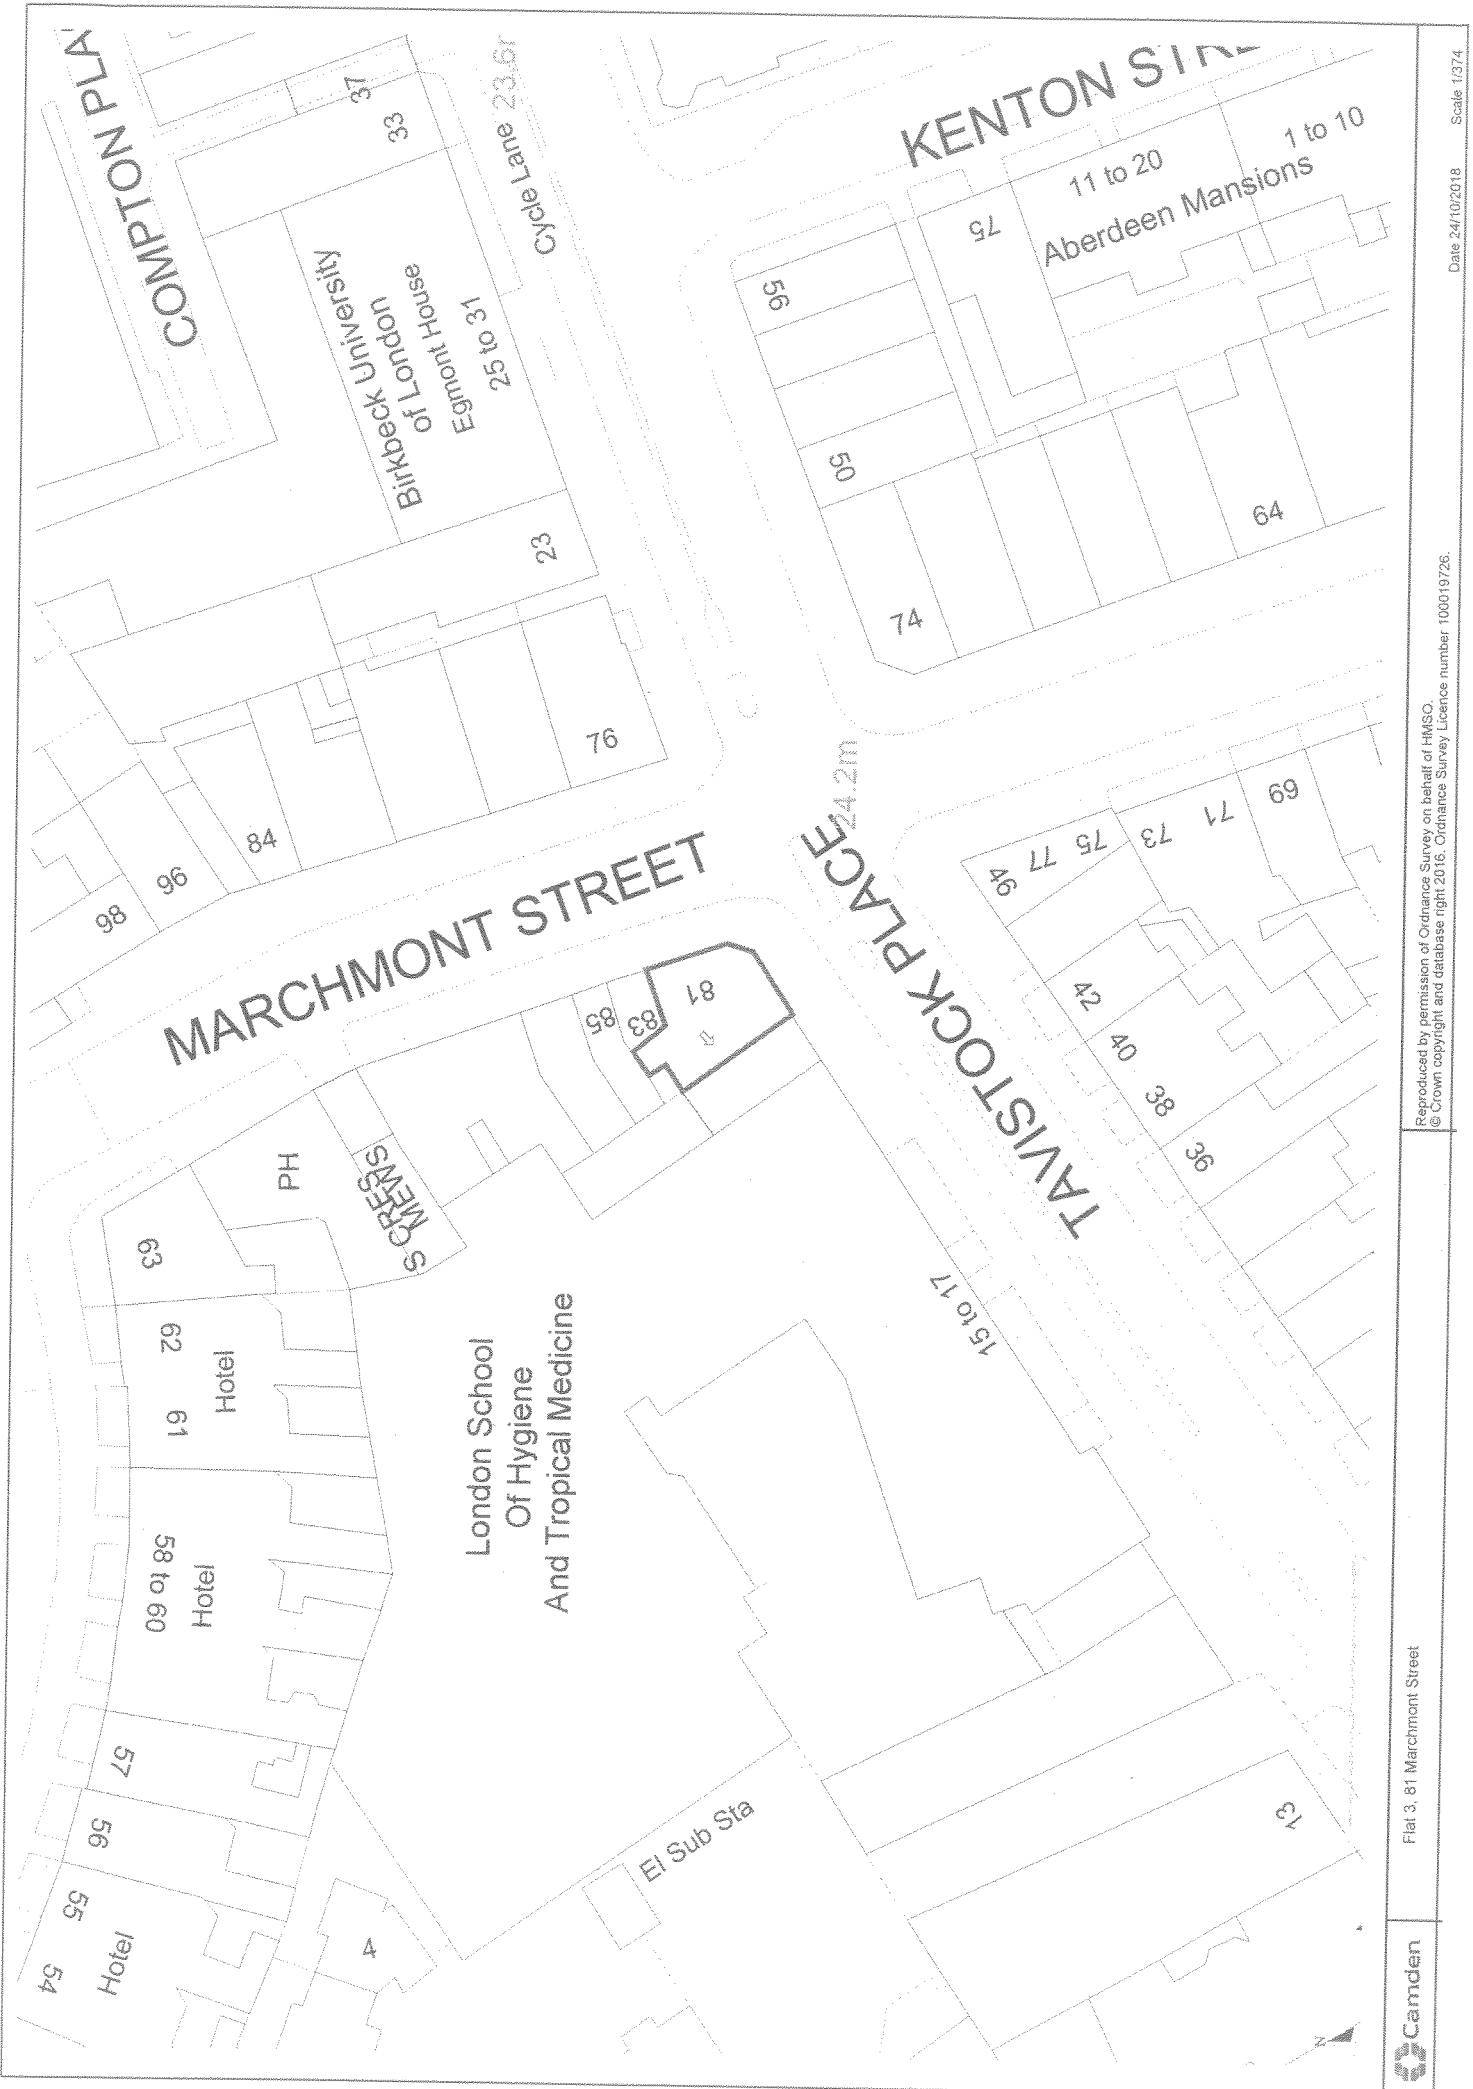 COMPTON PLA
37
33
Cycle Lane 23.6
Birkbeck University
of London
Egmont House
25 to 31
23
KENTON
11 to 20
1 to 10
Aberdeen Mansions
75
56
50
74
64
76
84
96
98
MARCHMONT STREET
24.2m
TAVISTOCK PLACE
46
77
75
73
71
69
42
40
38
36
85
83
81
PH
S CRES
MEWS
63
62
61
Hotel
58 to 60
Hotel
57
56
55
54
Hotel
London School
Of Hygiene
And Tropical Medicine
15 to 17
El Sub Sta
4
13
N
Camden
Flat 3, 81 Marchmont Street
Reproduced by permission of Ordnance Survey on behalf of HMSO.
© Crown copyright and database right 2016. Ordnance Survey Licence number 100019726.
Date 24/10/2018
Scale 1/374